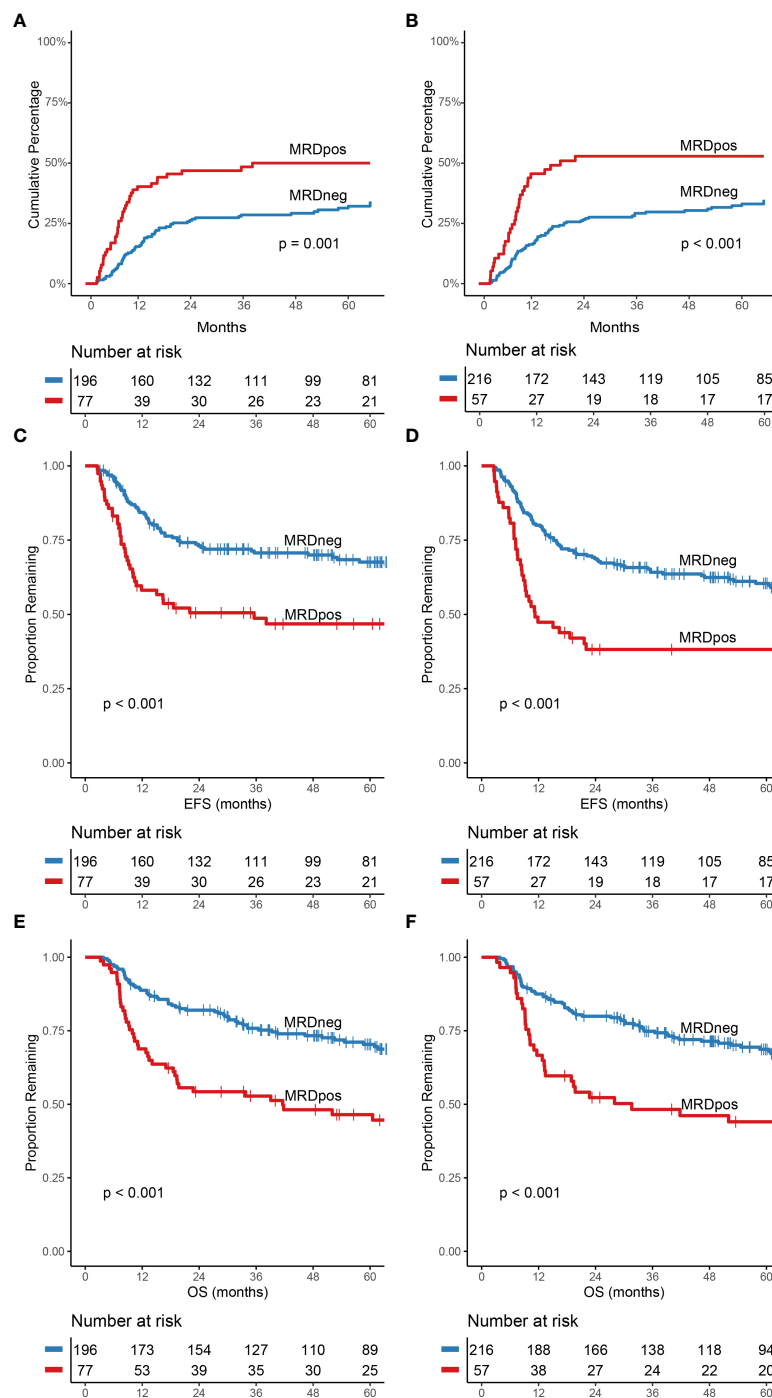 A
100%
75%
50%
25%
0%
Cumulative Percentage
MRDpos
MRDneg
p = 0.001
0 12 24 36 48 60
Months
Number at risk
196 160 132 111 99 81
77 39 30 26 23 21
0 12 24 36 48 60
B
100%
75%
50%
25%
0%
Cumulative Percentage
MRDpos
MRDneg
p < 0.001
0 12 24 36 48 60
Months
Number at risk
216 172 143 119 105 85
57 27 19 18 17 17
0 12 24 36 48 60
C
1.00
0.75
0.50
0.25
0.00
Proportion Remaining
MRDneg
MRDpos
p < 0.001
0 12 24 36 48 60
EFS (months)
Number at risk
196 160 132 111 99 81
77 39 30 26 23 21
0 12 24 36 48 60
D
1.00
0.75
0.50
0.25
0.00
Proportion Remaining
MRDneg
MRDpos
p < 0.001
0 12 24 36 48 60
EFS (months)
Number at risk
216 172 143 119 105 85
57 27 19 18 17 17
0 12 24 36 48 60
E
1.00
0.75
0.50
0.25
0.00
Proportion Remaining
MRDneg
MRDpos
p < 0.001
0 12 24 36 48 60
OS (months)
Number at risk
196 173 154 127 110 89
77 53 39 35 30 25
0 12 24 36 48 60
F
1.00
0.75
0.50
0.25
0.00
Proportion Remaining
MRDneg
MRDpos
p < 0.001
0 12 24 36 48 60
OS (months)
Number at risk
216 188 166 138 118 94
57 38 27 24 22 20
0 12 24 36 48 60